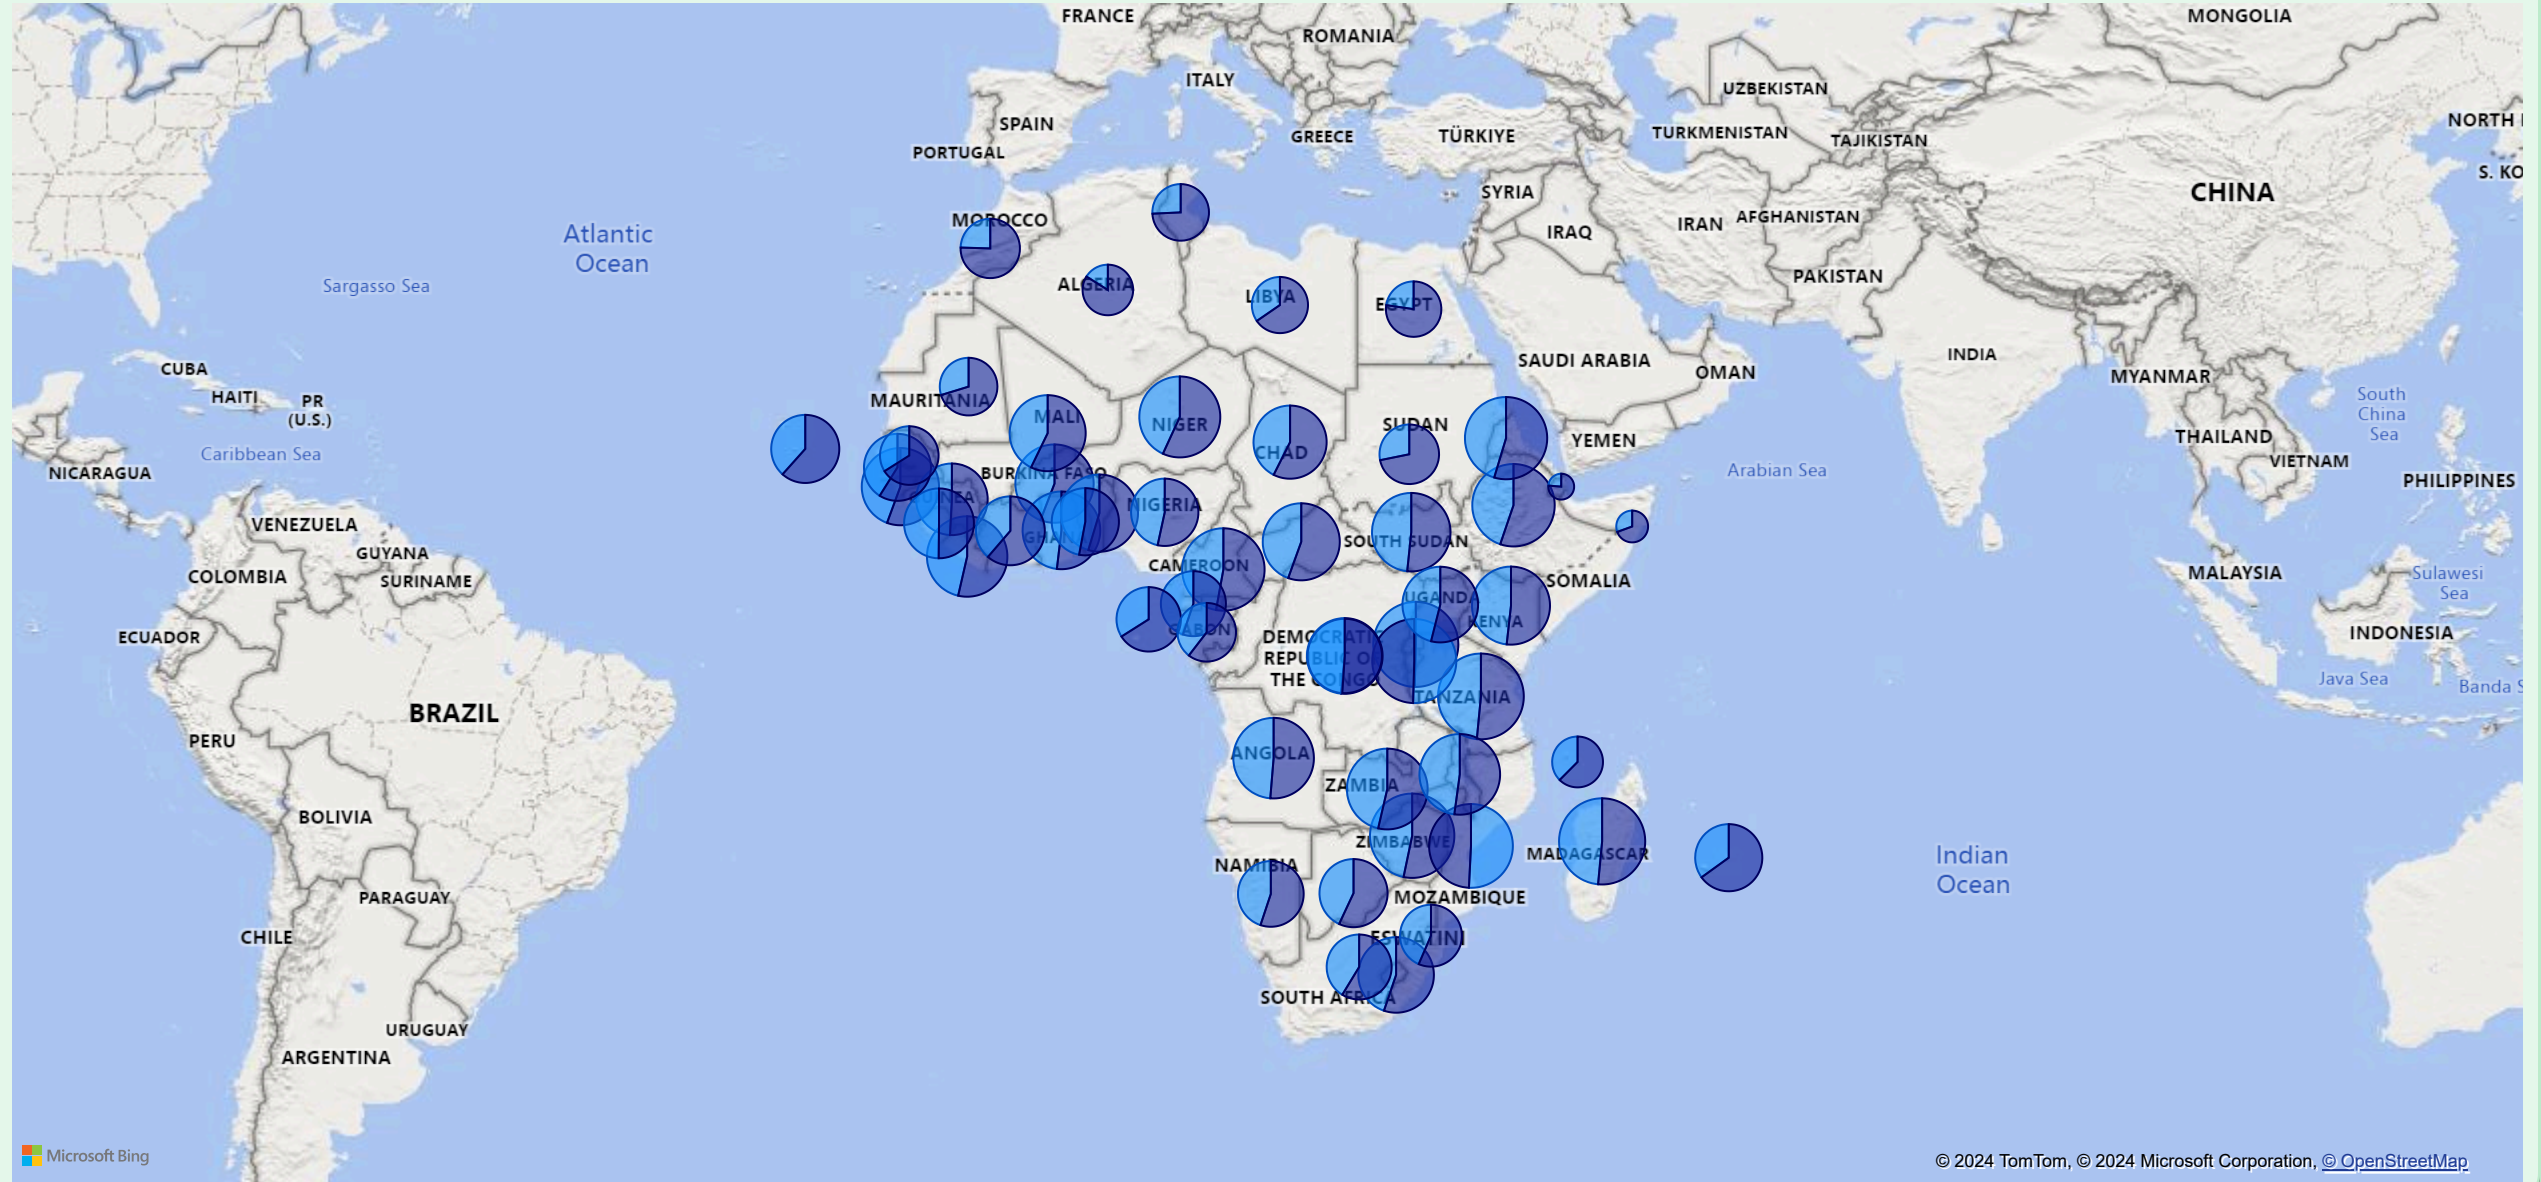 FRANCE
MONGOLIA
ROMANIA
ITALY
UZBEKISTAN
SPAIN
GREECE
TÜRKIYE
TURKMENISTAN
TAJIKISTAN
NORTH
PORTUGAL
S. KO
SYRIA
CHINA
MOROCCO
IRAN
AFGHANISTAN
Atlantic
Ocean
IRAQ
PAKISTAN
Sargasso Sea
ALGERIA
LIBYA
EGYPT
INDIA
SAUDI ARABIA
OMAN
MYANMAR
CUBA
HAITI
PR
(U.S.)
MAURITANIA
South
China
Sea
MALI
NIGER
SUDAN
YEMEN
THAILAND
Caribbean Sea
CHAD
VIETNAM
NICARAGUA
BURKINA FASO
Arabian Sea
PHILIPPINES
GUINEA
NIGERIA
VENEZUELA
GHANA
SOUTH SUDAN
GUYANA
CAMEROON
COLOMBIA
SURINAME
SOMALIA
MALAYSIA
Sulawesi
Sea
UGANDA
KENYA
ECUADOR
GABON
DEMOCRATIC
REPUBLIC OF
THE CONGO
INDONESIA
Java Sea
Banda S
TANZANIA
BRAZIL
PERU
ANGOLA
ZAMBIA
BOLIVIA
ZIMBABWE
MADAGASCAR
Indian
Ocean
NAMIBIA
PARAGUAY
MOZAMBIQUE
CHILE
ESWATINI
SOUTH AFRICA
URUGUAY
ARGENTINA
Microsoft Bing
© 2024 TomTom, © 2024 Microsoft Corporation, © OpenStreetMap